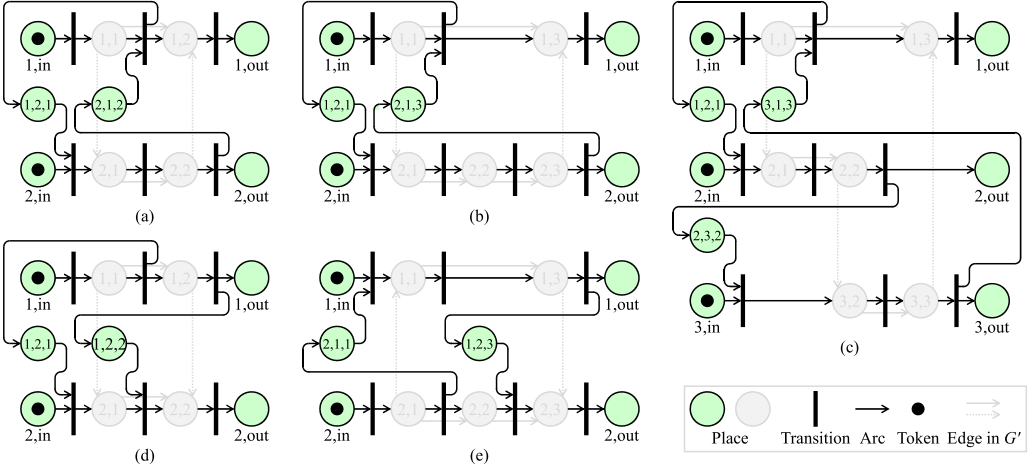 1,1
1,2
1,in
1,out
1,2,1
2,1,2
2,1
2,2
2,in
2,out
(a)
1,1
1,3
1,in
1,out
1,2,1
2,1,3
2,1
2,2
2,3
2,in
2,out
(b)
1,1
1,3
1,in
1,out
1,2,1
3,1,3
2,1
2,2
2,in
2,out
2,3,2
3,2
3,3
3,in
3,out
(c)
1,1
1,2
1,in
1,out
1,2,1
1,2,2
2,1
2,2
2,in
2,out
(d)
1,1
1,3
1,in
1,out
2,1,1
1,2,3
2,1
2,2
2,3
2,in
2,out
(e)
Place
Transition
Arc
Token
Edge in G′